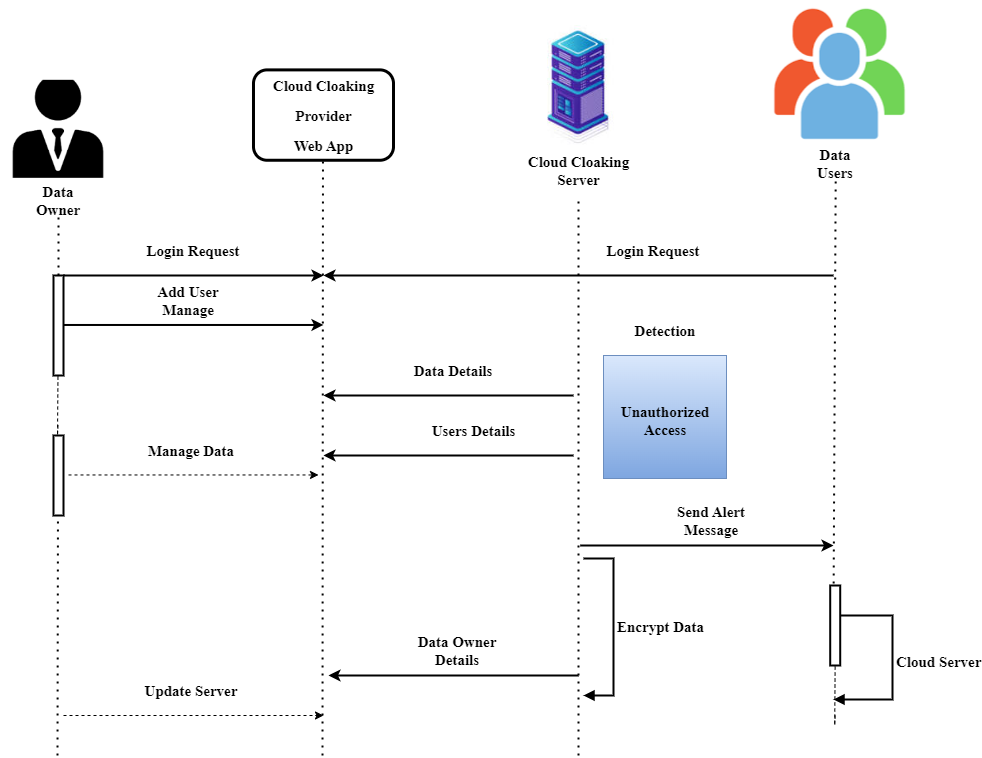 Cloud Cloaking
Provider
Web App
Cloud Cloaking
Server
Data
Users
Data
Owner
Login Request
Login Request
Add User
Manage
Detection
Data Details
Unauthorized
Access
Users Details
Manage Data
Send Alert
Message
Encrypt Data
Data Owner
Details
Cloud Server
Update Server